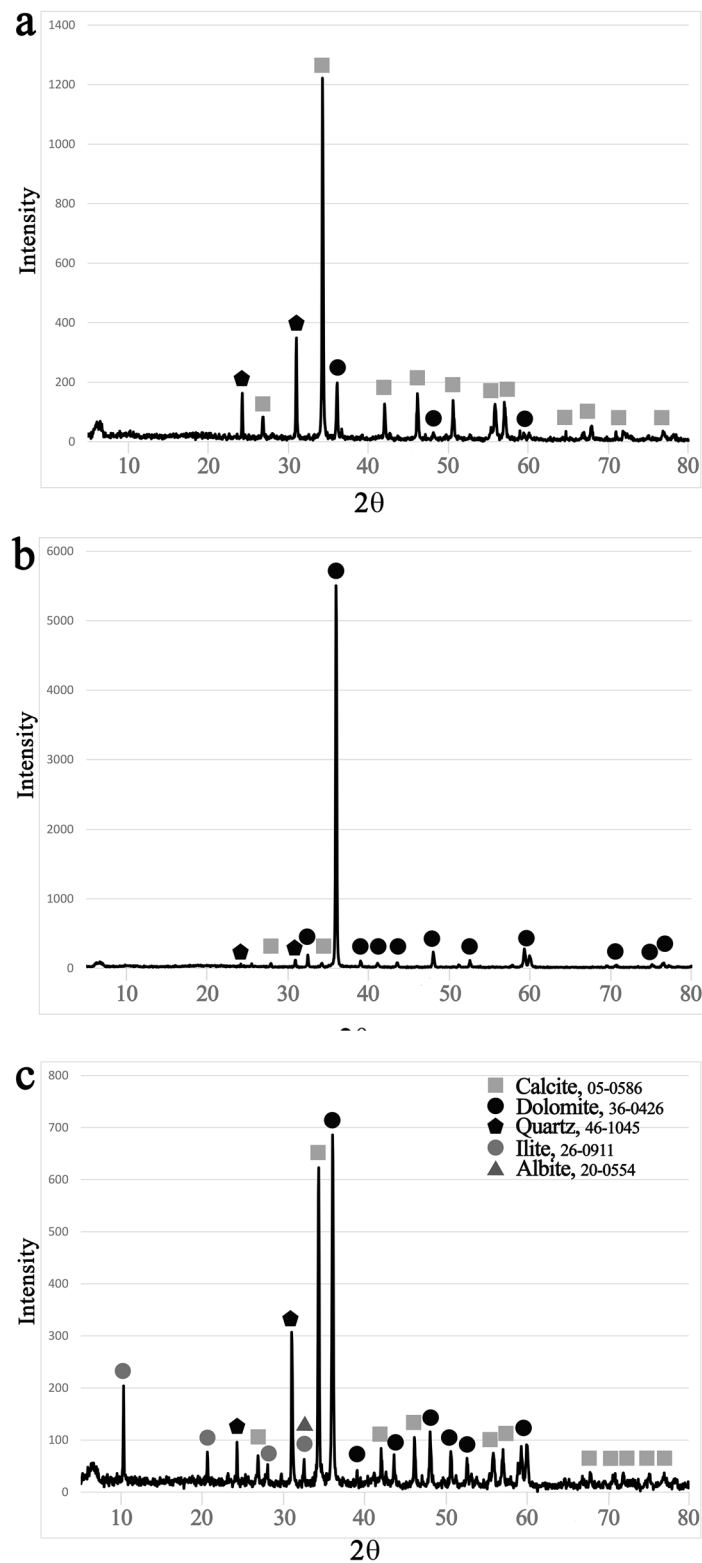 a
1400
1200
1000
800
600
400
200
0
Intensity
10 20 30 40 50 60 70 80
2θ
b
6000
5000
4000
3000
2000
1000
0
Intensity
10 20 30 40 50 60 70 80
c
800
700
600
500
400
300
200
100
0
Intensity
Calcite, 05-0586
Dolomite, 36-0426
Quartz, 46-1045
Ilite, 26-0911
Albite, 20-0554
10 20 30 40 50 60 70 80
2θ